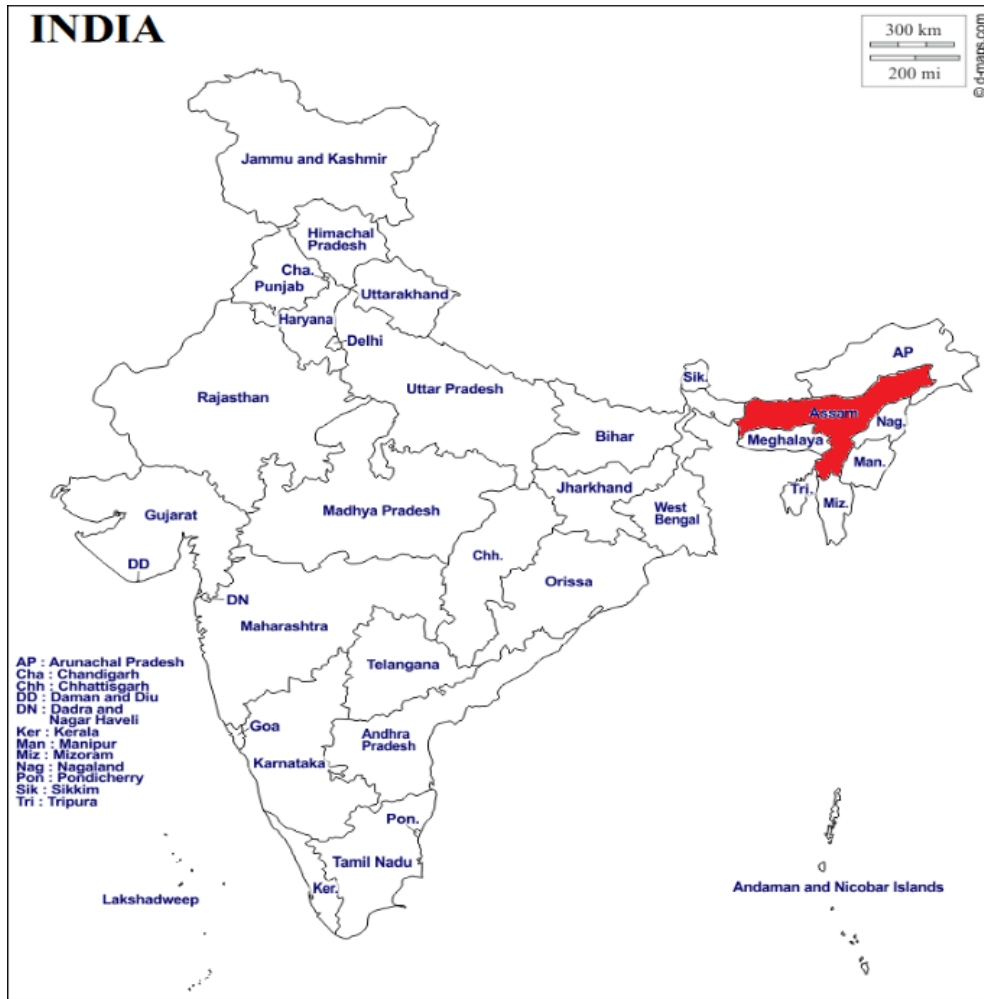 INDIA
300 km
200 mi
© d-maps.com
Jammu and Kashmir
Himachal
Pradesh
Cha.
Punjab
Uttarakhand
Haryana
Delhi
Rajasthan
Uttar Pradesh
Sik.
AP
Assam
Nag.
Bihar
Meghalaya
Man.
Jharkhand
Tri.
Miz.
Gujarat
Madhya Pradesh
West
Bengal
Chh.
DD
Orissa
DN
Maharashtra
Telangana
AP : Arunachal Pradesh
Cha : Chandigarh
Chh : Chhattisgarh
DD : Daman and Diu
DN : Dadra and
Nagar Haveli
Ker : Kerala
Man : Manipur
Miz : Mizoram
Nag : Nagaland
Pon : Pondicherry
Sik : Sikkim
Tri : Tripura
Goa
Andhra
Pradesh
Karnataka
Pon.
Tamil Nadu
Ker.
Lakshadweep
Andaman and Nicobar Islands